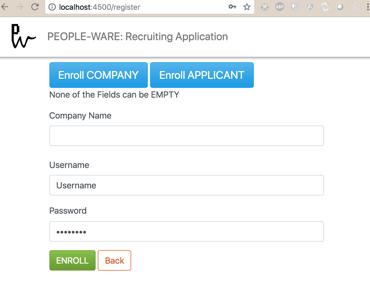 localhost:4500/register
PW
PEOPLE-WARE: Recruiting Application
Enroll COMPANY Enroll APPLICANT
None of the Fields can be EMPTY
Company Name
Username
Username
Password
••••••••
ENROLL Back